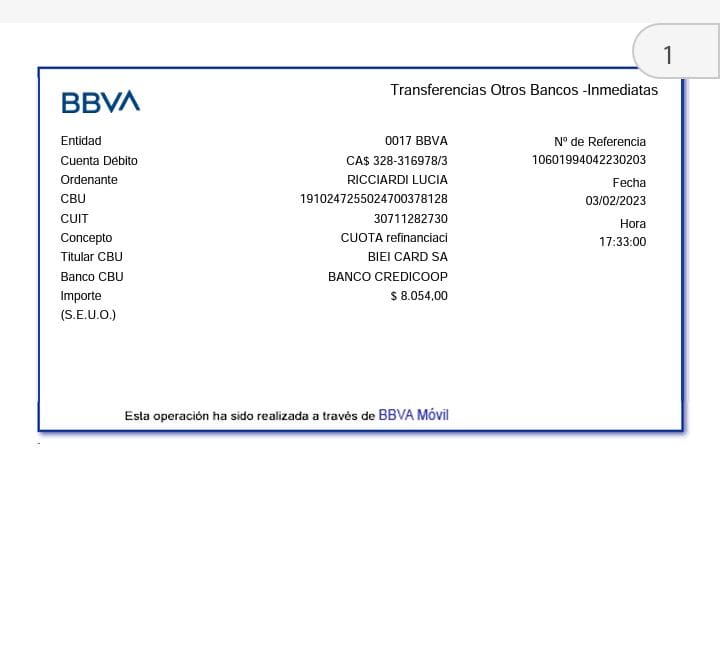 1
Transferencias Otros Bancos -Inmediatas
BBVA
Entidad 0017 BBVA Nº de Referencia
Cuenta Débito CA$ 328-316978/3 10601994042230203
Ordenante RICCIARDI LUCIA Fecha
CBU 1910247255024700378128 03/02/2023
CUIT 30711282730 Hora
Concepto CUOTA refinanciaci 17:33:00
Titular CBU BIEI CARD SA
Banco CBU BANCO CREDICOOP
Importe $ 8.054,00
(S.E.U.O.)
Esta operación ha sido realizada a través de BBVA Móvil